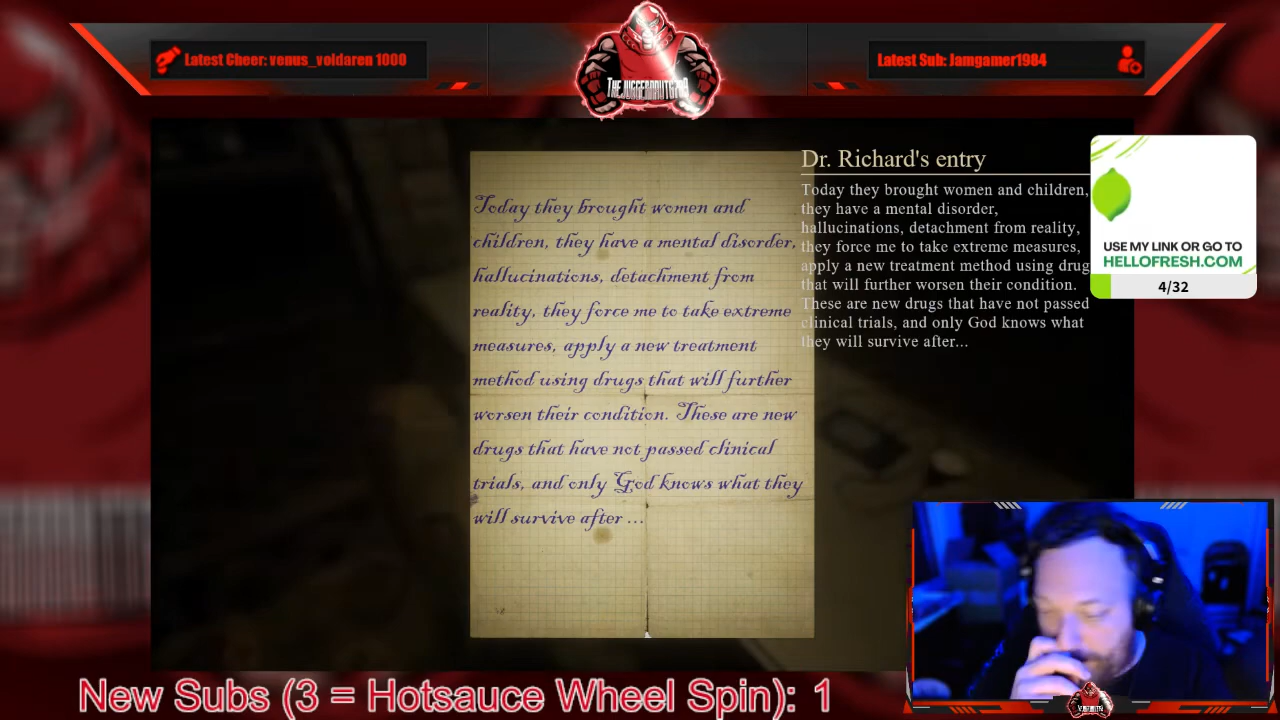 Latest Cheer: venus_voldaren 1000
Latest Sub: Jamgamer1984
Today they brought women and
children, they have a mental disorder,
hallucinations, detachment from
reality, they force me to take extreme
measures, apply a new treatment
method using drugs that will further
worsen their condition. These are new
drugs that have not passed clinical
trials, and only God knows what they
will survive after ...
Dr. Richard's entry
Today they brought women and children,
they have a mental disorder,
hallucinations, detachment from reality,
they force me to take extreme measures,
apply a new treatment method using drug
that will further worsen their condition.
These are new drugs that have not passed
clinical trials, and only God knows what
they will survive after...
USE MY LINK OR GO TO
HELLOFRESH.COM
4/32
New Subs (3 = Hotsauce Wheel Spin): 1